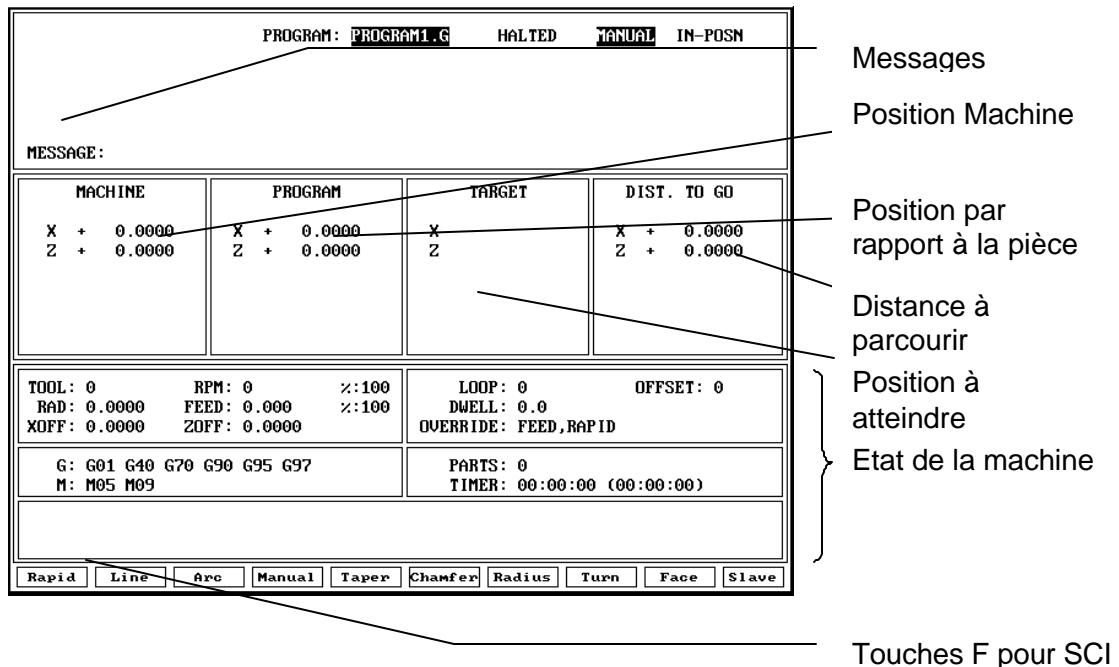 PROGRAM: PROGRAM1.G HALTED MANUAL IN-POSN
MESSAGE:
MACHINE
X + 0.0000
Z + 0.0000
PROGRAM
X + 0.0000
Z + 0.0000
TARGET
X
Z
DIST. TO GO
X + 0.0000
Z + 0.0000
TOOL: 0 RPM: 0 %:100
RAD: 0.0000 FEED: 0.000 %:100
XOFF: 0.0000 ZOFF: 0.0000
LOOP: 0 OFFSET: 0
DWELL: 0.0
OVERRIDE: FEED,RAPID
G: G01 G40 G70 G90 G95 G97
M: M05 M09
PARTS: 0
TIMER: 00:00:00 (00:00:00)
Rapid Line Arc Manual Taper Chamfer Radius Turn Face Slave
Messages
Position Machine
Position par
rapport à la pièce
Distance à
parcourir
Position à
atteindre
Etat de la machine
Touches F pour SCI